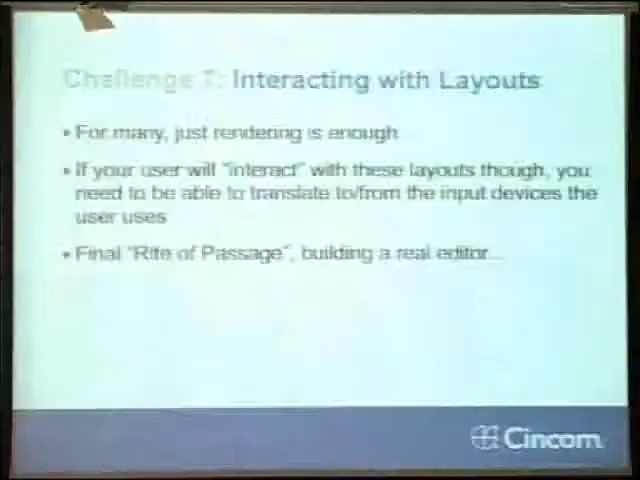 Challenge 7: Interacting with Layouts
• For many, just rendering is enough
• If your user will "interact" with these layouts though, you
need to be able to translate to/from the input devices the
user uses
• Final "Rite of Passage", building a real editor...
Cincom